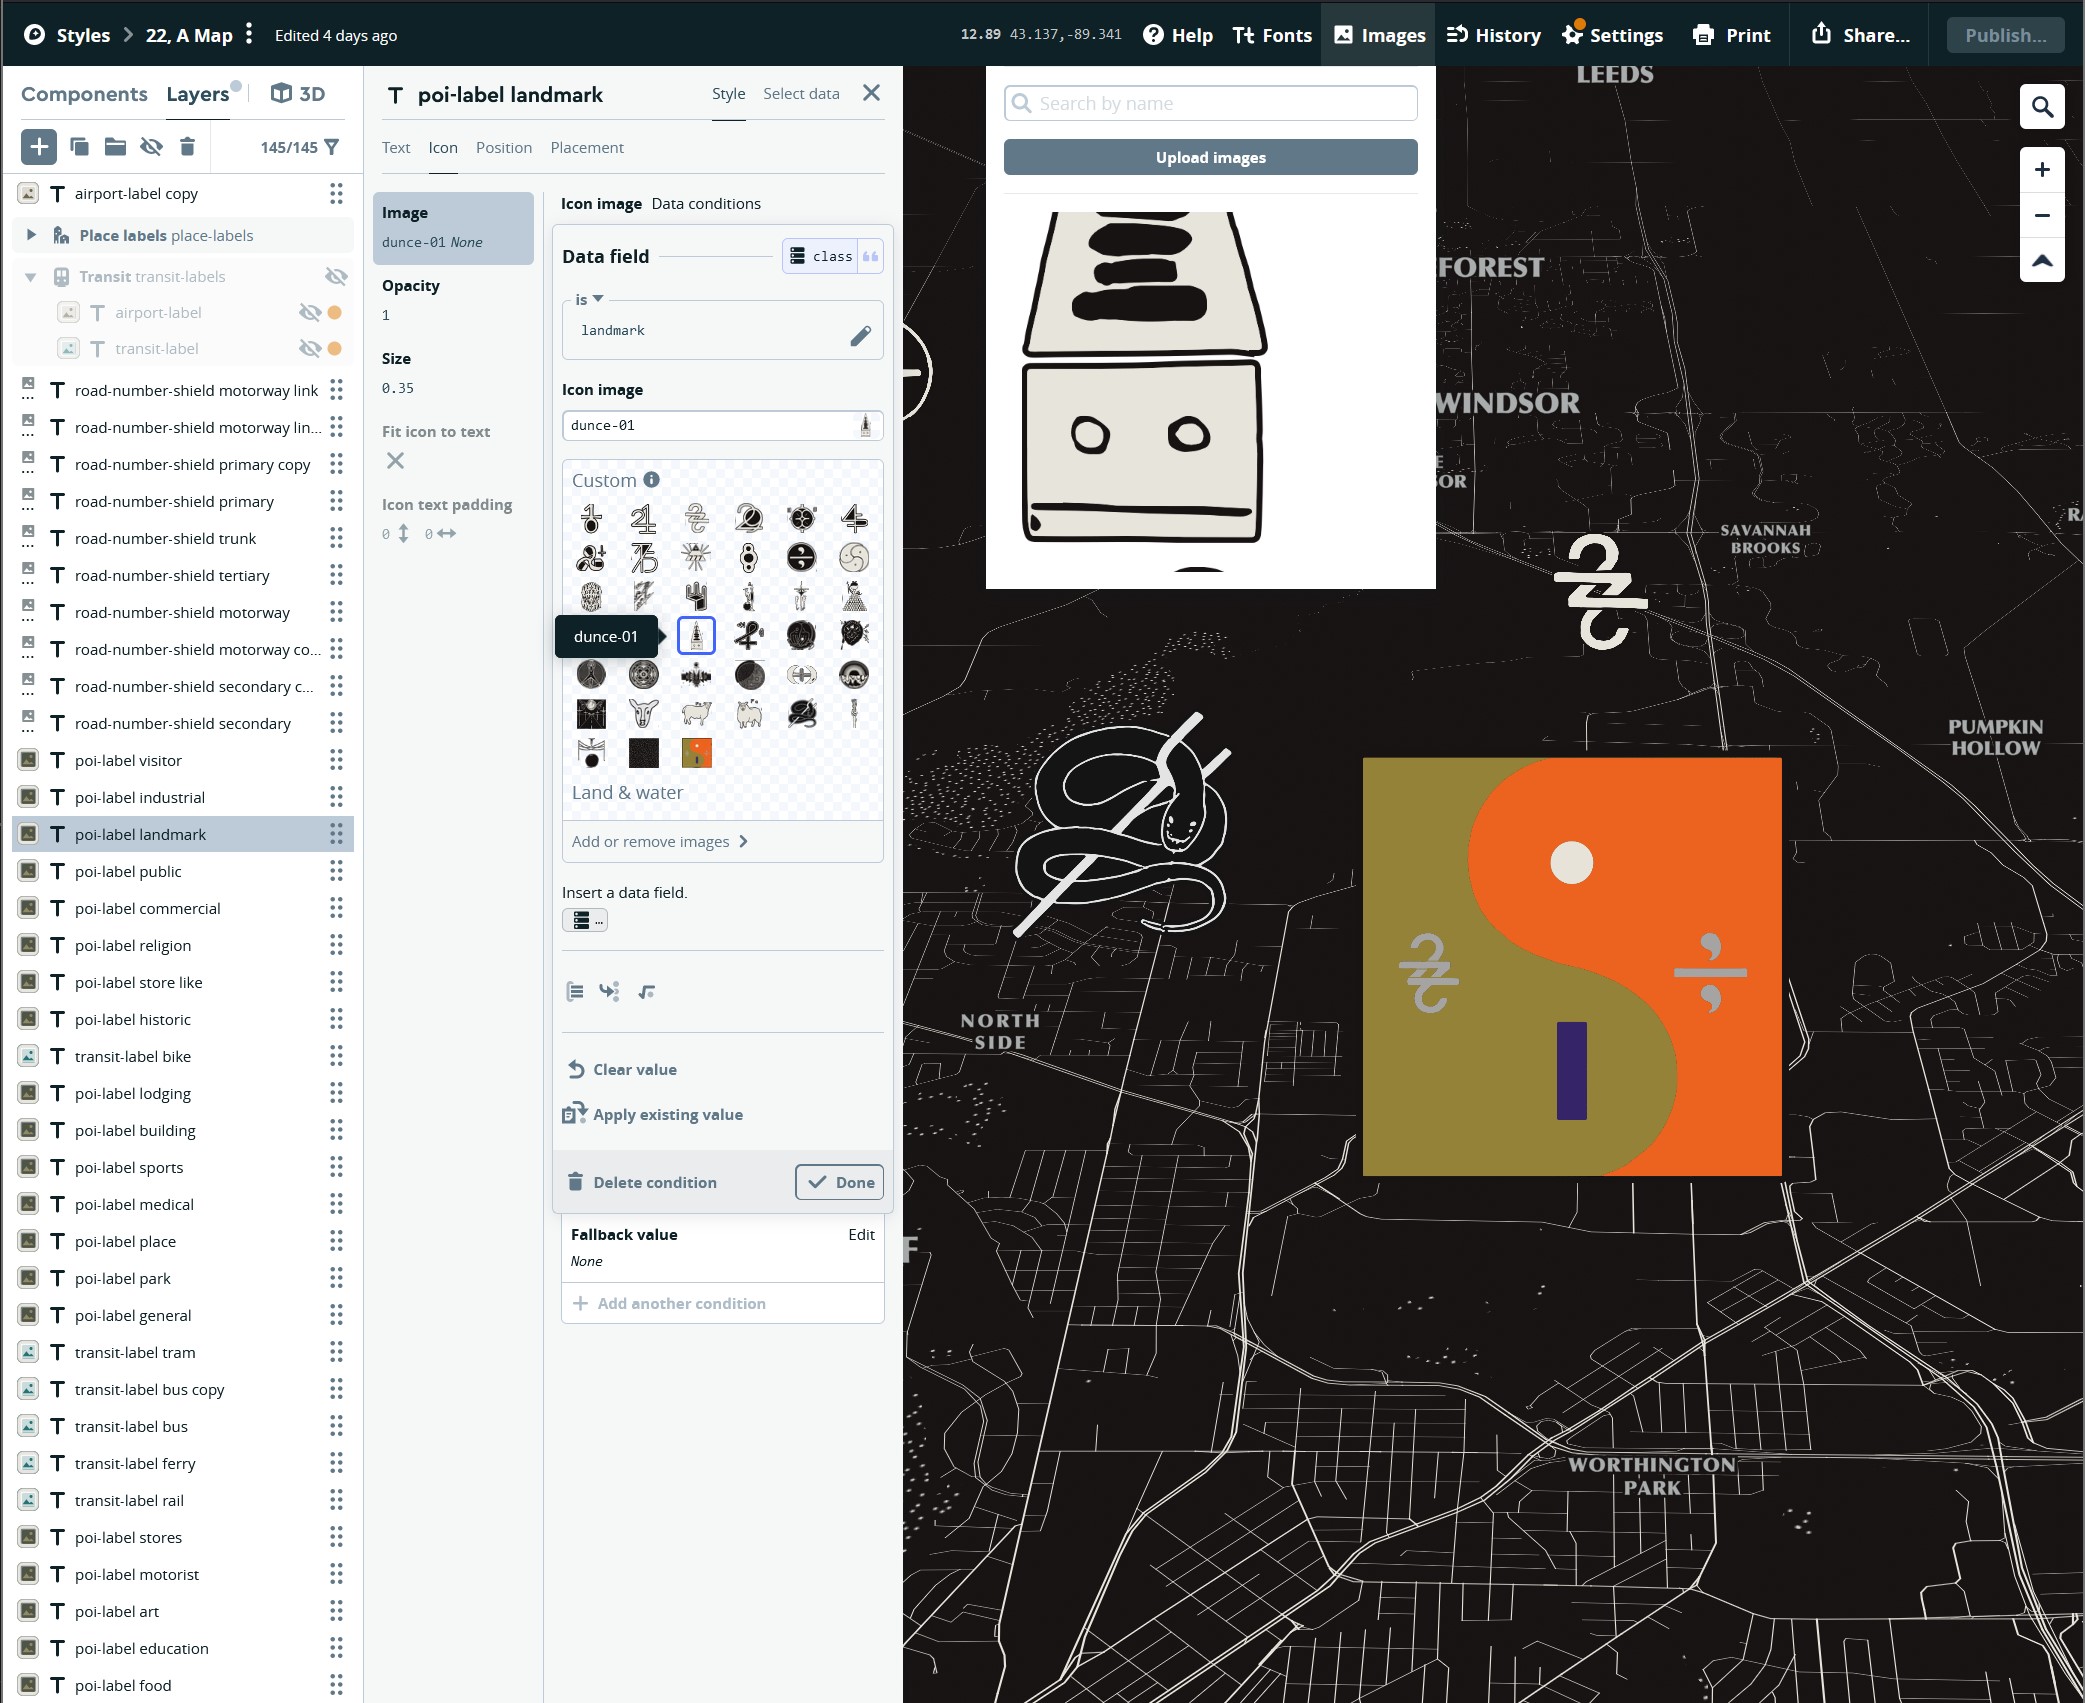 Styles
22, A Map
Edited 4 days ago
12.89 43.137,-89.341
Help
Fonts
Images
History
Settings
Print
Share...
Publish...
Components
Layers
3D
145/145
airport-label copy
Place labels place-labels
Transit transit-labels
airport-label
transit-label
road-number-shield motorway link
road-number-shield motorway lin...
road-number-shield primary copy
road-number-shield primary
road-number-shield trunk
road-number-shield tertiary
road-number-shield motorway
road-number-shield motorway co...
road-number-shield secondary c...
road-number-shield secondary
poi-label visitor
poi-label industrial
poi-label landmark
poi-label public
poi-label commercial
poi-label religion
poi-label store like
poi-label historic
transit-label bike
poi-label lodging
poi-label building
poi-label sports
poi-label medical
poi-label place
poi-label park
poi-label general
transit-label tram
transit-label bus copy
transit-label bus
transit-label ferry
transit-label rail
poi-label stores
poi-label motorist
poi-label art
poi-label education
poi-label food
poi-label landmark
Style
Select data
Text
Icon
Position
Placement
Image
dunce-01 None
Opacity
1
Size
0.35
Fit icon to text
Icon text padding
0
0
Icon image Data conditions
Data field
class
is
landmark
Icon image
dunce-01
Custom
dunce-01
Land & water
Add or remove images
Insert a data field.
...
Clear value
Apply existing value
Delete condition
Done
Fallback value
Edit
None
Add another condition
Search by name
Upload images
LEEDS
FOREST
WINDSOR
E
SOR
SAVANNAH
BROOKS
PUMPKIN
HOLLOW
NORTH
SIDE
F
WORTHINGTON
PARK